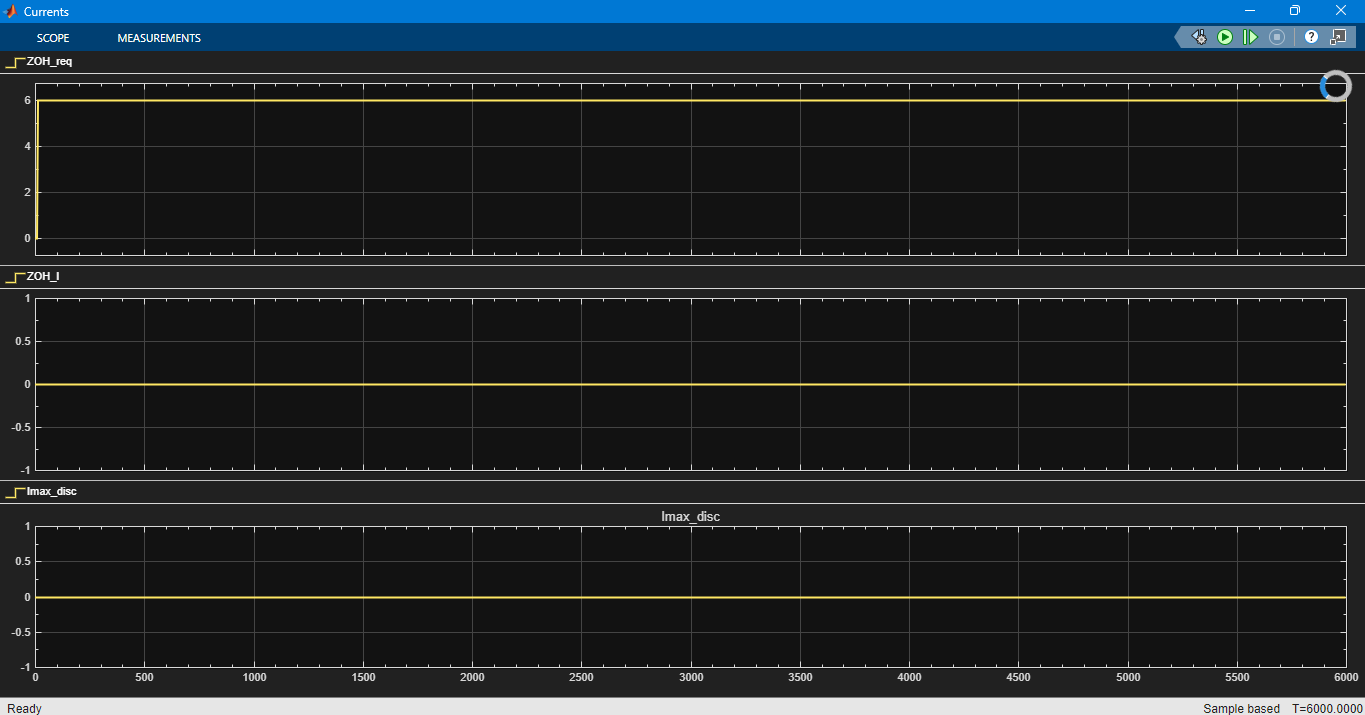 Currents
SCOPE MEASUREMENTS ?
ZOH_req
6
4
2
0
ZOH_I
1
0.5
0
-0.5
-1
Imax_disc
Imax_disc
1
0.5
0
-0.5
-1
0 500 1000 1500 2000 2500 3000 3500 4000 4500 5000 5500 6000
Ready Sample based T=6000.0000